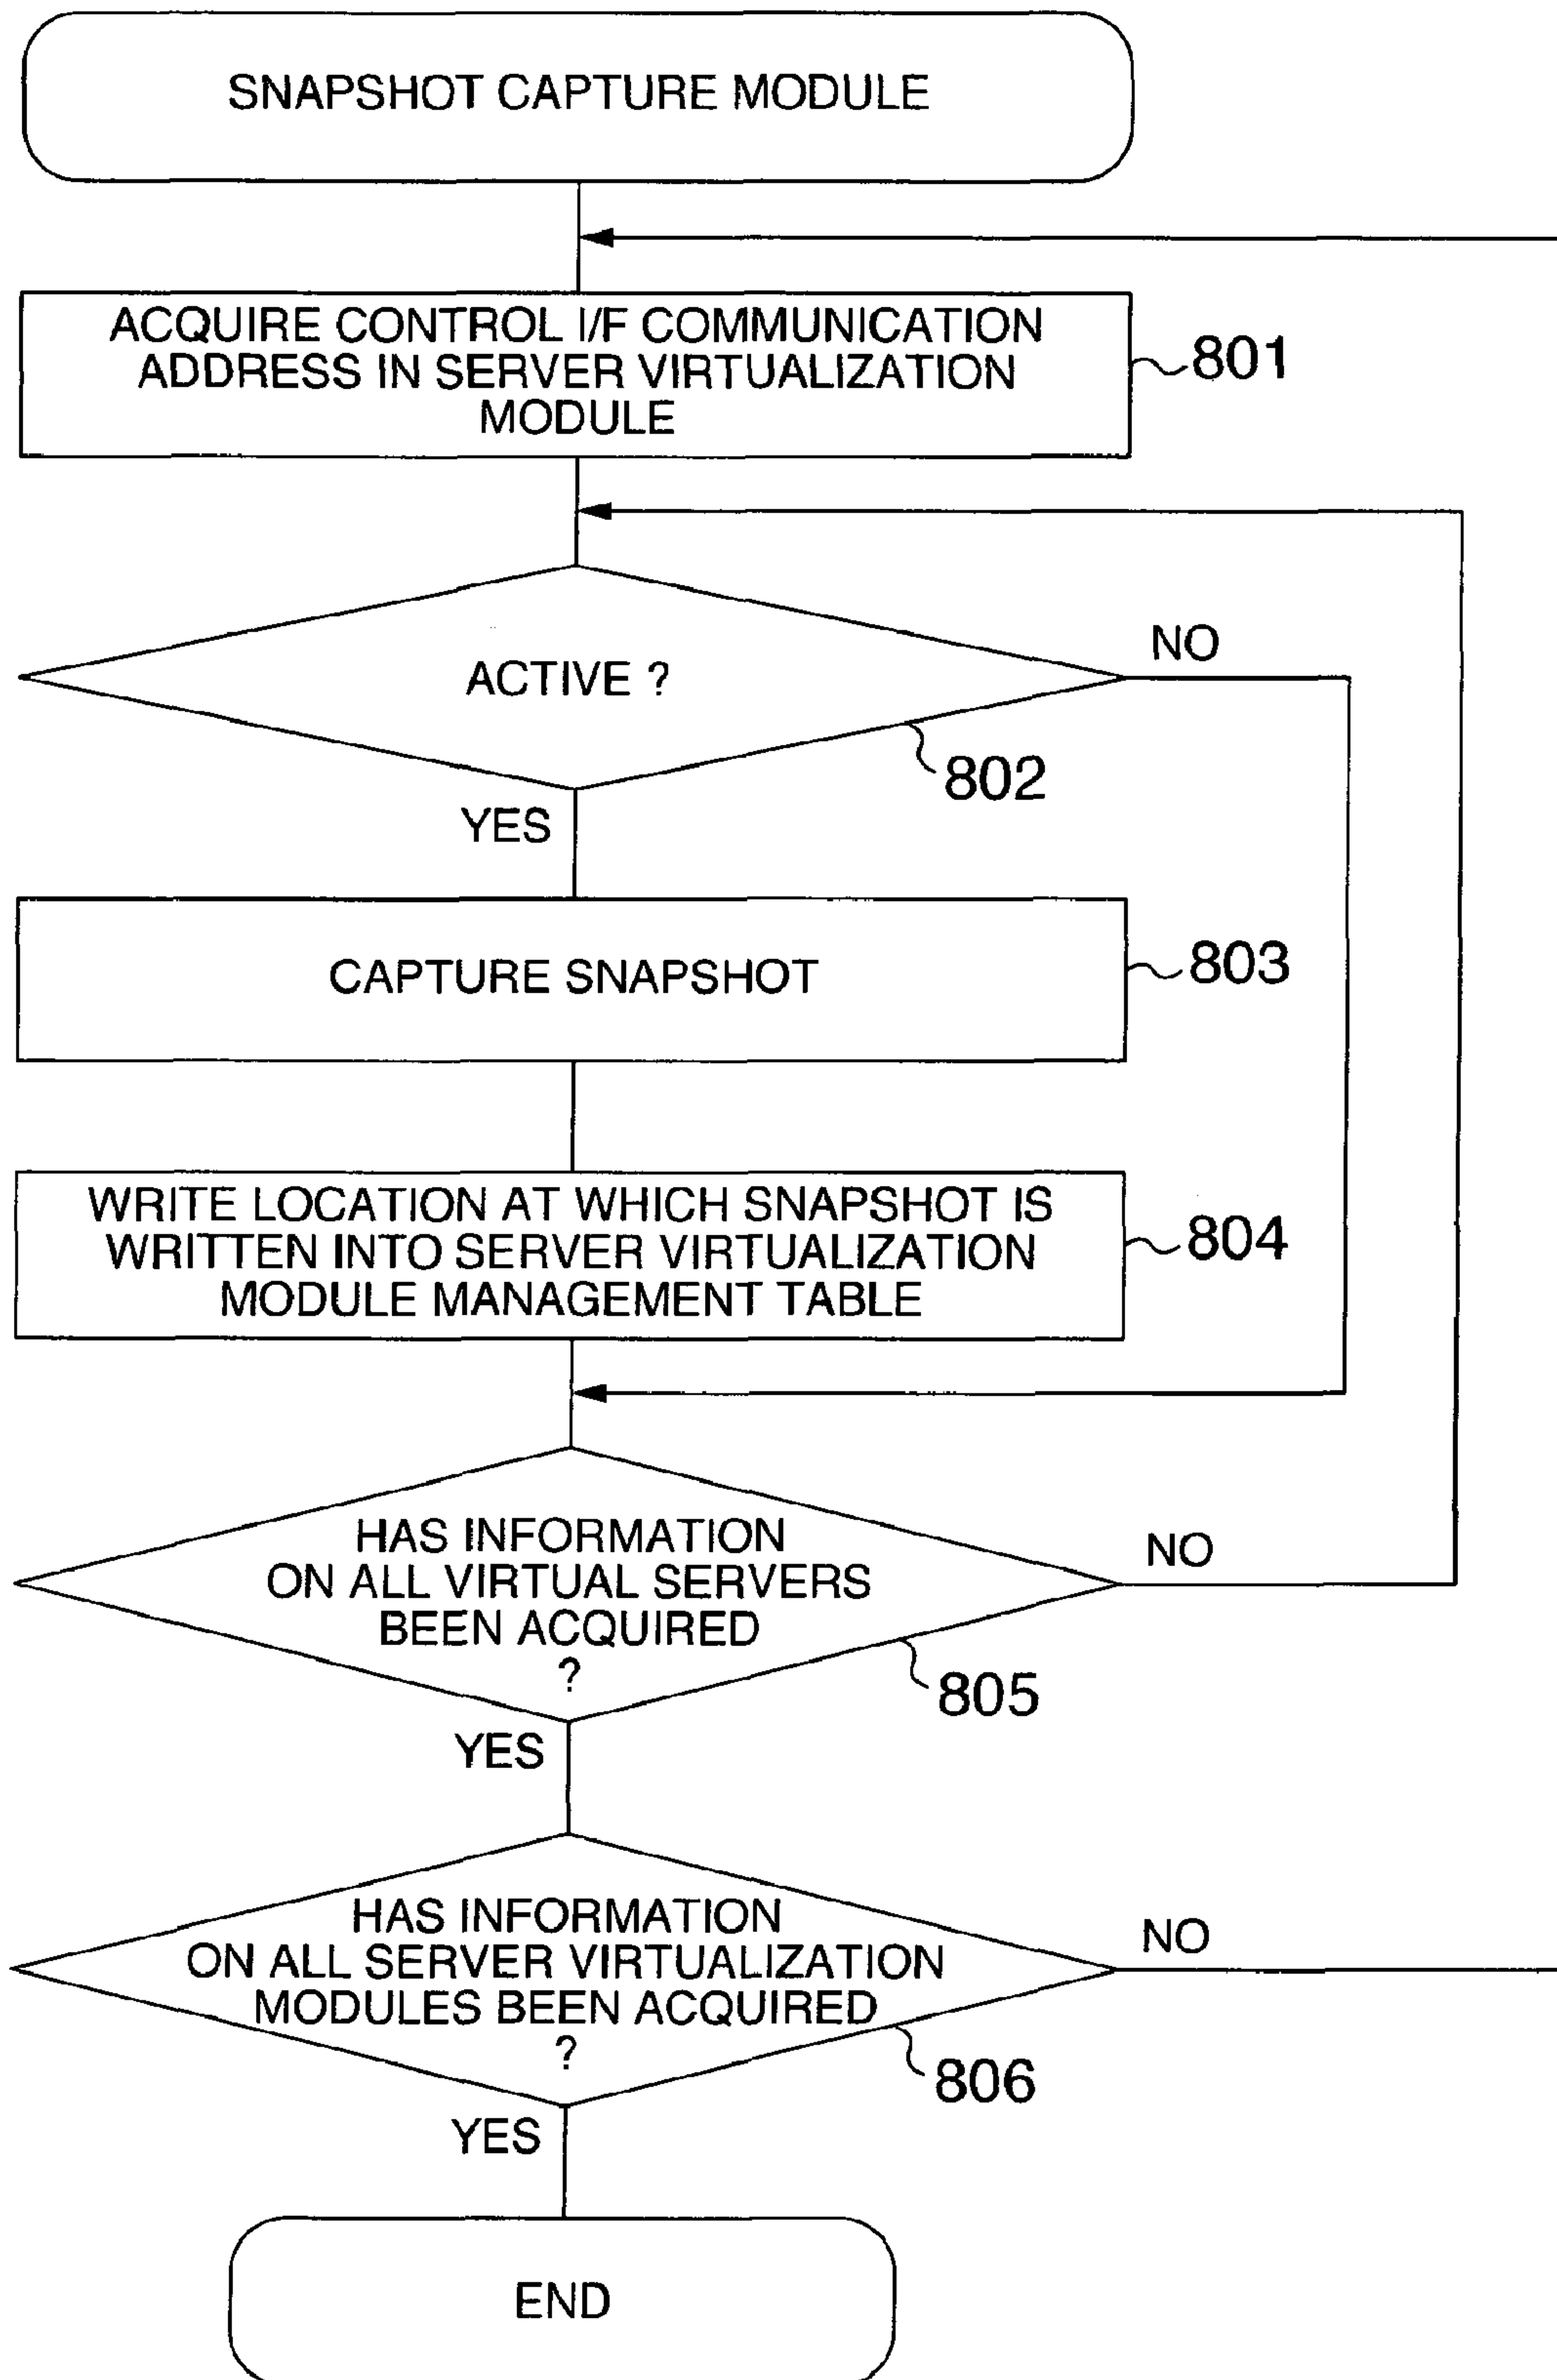 SNAPSHOT CAPTURE MODULE
ACQUIRE CONTROL I/F COMMUNICATION
ADDRESS IN SERVER VIRTUALIZATION
MODULE
801
ACTIVE ?
NO
802
YES
CAPTURE SNAPSHOT
803
WRITE LOCATION AT WHICH SNAPSHOT IS
WRITTEN INTO SERVER VIRTUALIZATION
MODULE MANAGEMENT TABLE
804
HAS INFORMATION
ON ALL VIRTUAL SERVERS
BEEN ACQUIRED
?
NO
805
YES
HAS INFORMATION
ON ALL SERVER VIRTUALIZATION
MODULES BEEN ACQUIRED
?
NO
806
YES
END